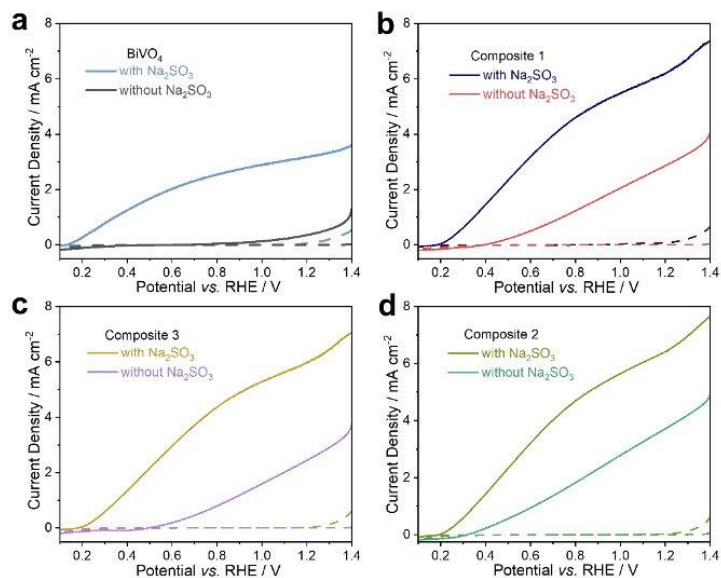 a
BiVO₄
with Na₂SO₃
without Na₂SO₃
Current Density / mA cm⁻²
8
6
4
2
0
0.2 0.4 0.6 0.8 1.0 1.2 1.4
Potential vs. RHE / V
b
Composite 1
with Na₂SO₃
without Na₂SO₃
Current Density / mA cm⁻²
8
6
4
2
0
0.2 0.4 0.6 0.8 1.0 1.2 1.4
Potential vs. RHE / V
c
Composite 3
with Na₂SO₃
without Na₂SO₃
Current Density / mA cm⁻²
8
6
4
2
0
0.2 0.4 0.6 0.8 1.0 1.2 1.4
Potential vs. RHE / V
d
Composite 2
with Na₂SO₃
without Na₂SO₃
Current Density / mA cm⁻²
8
6
4
2
0
0.2 0.4 0.6 0.8 1.0 1.2 1.4
Potential vs. RHE / V